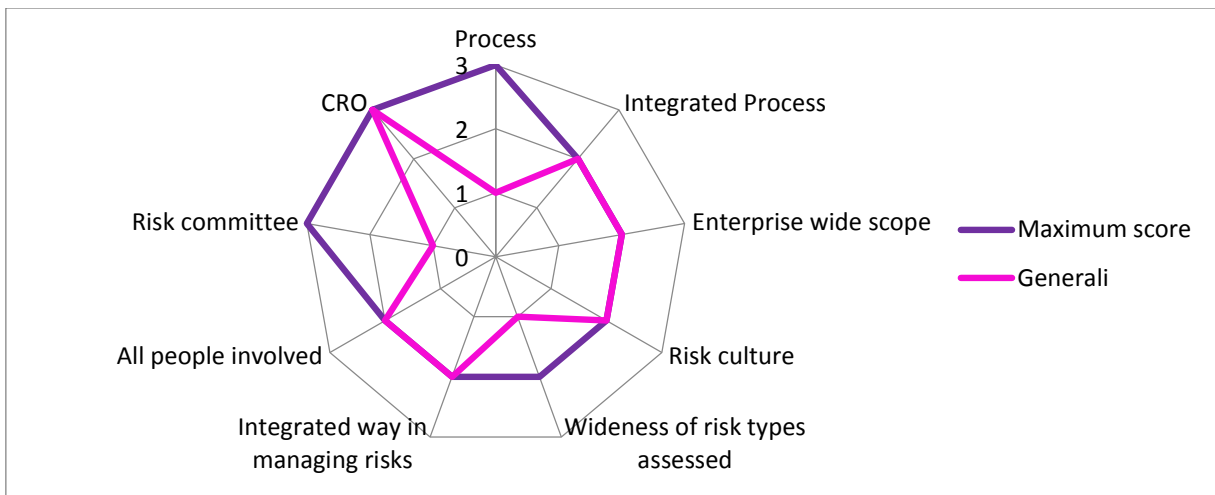 Process
3
CRO
Integrated Process
2
1
Risk committee
Enterprise wide scope
Maximum score
0
Generali
All people involved
Risk culture
Integrated way in
managing risks
Wideness of risk types
assessed